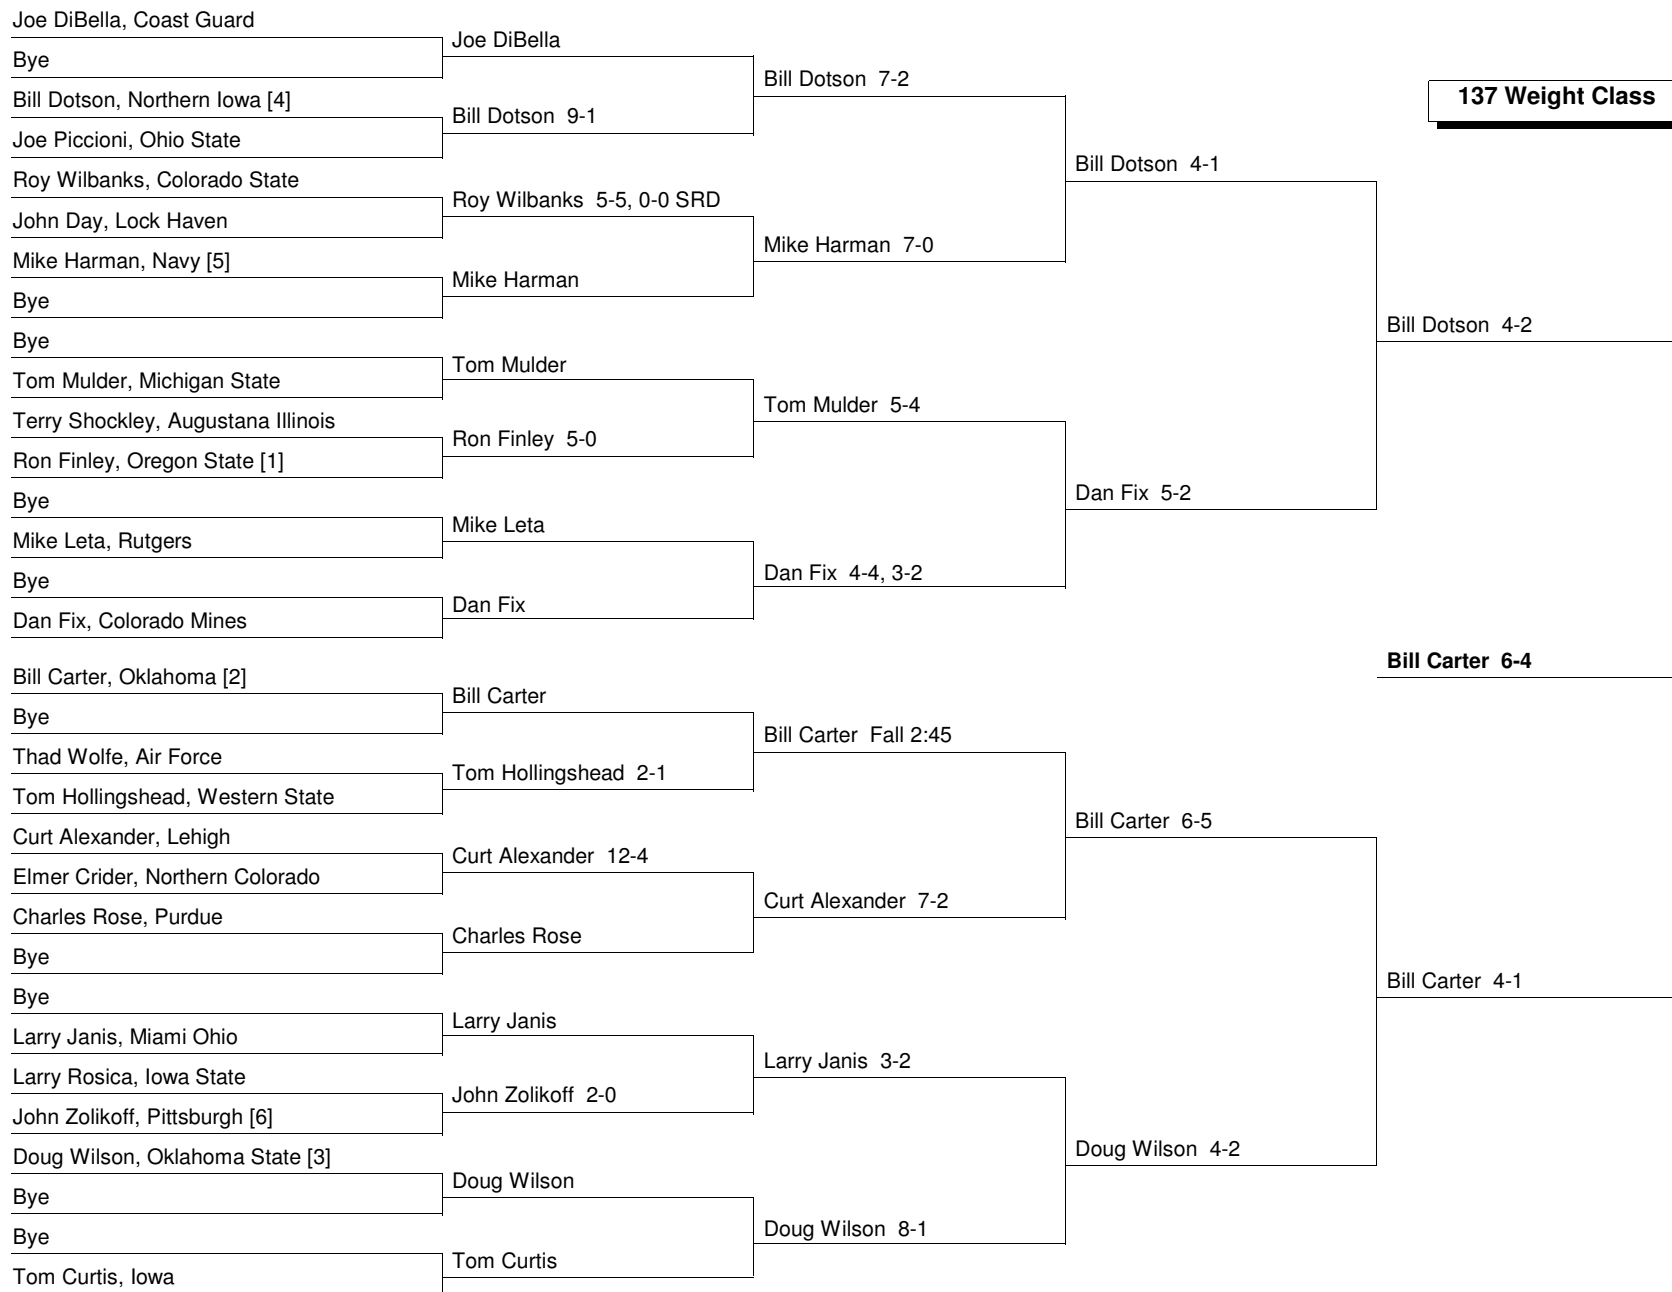 Joe DiBella, Coast Guard
Bye
Bill Dotson, Northern Iowa [4]
Joe Piccioni, Ohio State
Roy Wilbanks, Colorado State
John Day, Lock Haven
Mike Harman, Navy [5]
Bye
Bye
Tom Mulder, Michigan State
Terry Shockley, Augustana Illinois
Ron Finley, Oregon State [1]
Bye
Mike Leta, Rutgers
Bye
Dan Fix, Colorado Mines
Bill Carter, Oklahoma [2]
Bye
Thad Wolfe, Air Force
Tom Hollingshead, Western State
Curt Alexander, Lehigh
Elmer Crider, Northern Colorado
Charles Rose, Purdue
Bye
Bye
Larry Janis, Miami Ohio
Larry Rosica, Iowa State
John Zolikoff, Pittsburgh [6]
Doug Wilson, Oklahoma State [3]
Bye
Bye
Tom Curtis, Iowa
Joe DiBella
Bill Dotson 9-1
Roy Wilbanks 5-5, 0-0 SRD
Mike Harman
Tom Mulder
Ron Finley 5-0
Mike Leta
Dan Fix
Bill Carter
Tom Hollingshead 2-1
Curt Alexander 12-4
Charles Rose
Larry Janis
John Zolikoff 2-0
Doug Wilson
Tom Curtis
Bill Dotson 7-2
Mike Harman 7-0
Tom Mulder 5-4
Dan Fix 4-4, 3-2
Bill Carter Fall 2:45
Curt Alexander 7-2
Larry Janis 3-2
Doug Wilson 8-1
Bill Dotson 4-1
Dan Fix 5-2
Bill Carter 6-5
Doug Wilson 4-2
137 Weight Class
Bill Dotson 4-2
Bill Carter 6-4
Bill Carter 4-1